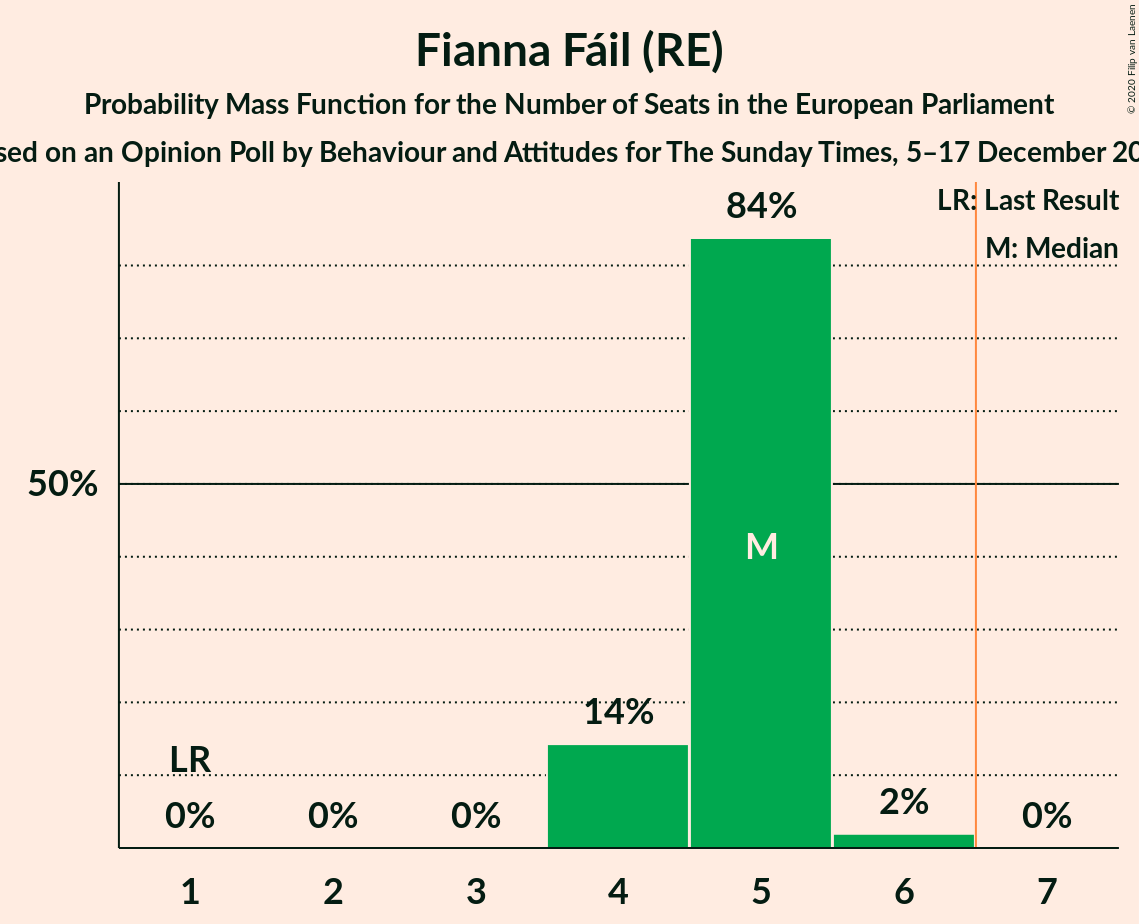 Fianna Fáil (RE)
Probability Mass Function for the Number of Seats in the European Parliament
sed on an Opinion Poll by Behaviour and Attitudes for The Sunday Times, 5–17 December 20
© 2020 Filip van Laenen
LR: Last Result
M: Median
84%
50%
M
14%
LR
0%
0%
0%
2%
0%
1
2
3
4
5
6
7